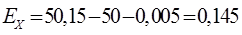 E_X = 50,15−50−0,005 = 0,145